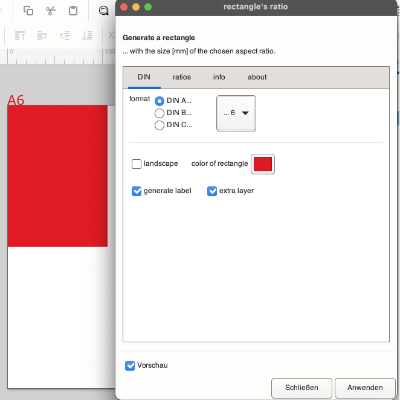 rectangle's ratio
Generate a rectangle
... with the size [mm] of the chosen aspect ratio.
DIN ratios info about
format DIN A... ... 6
DIN B...
DIN C...
landscape color of rectangle
generate label extra layer
Vorschau
Schließen Anwenden
0
A6